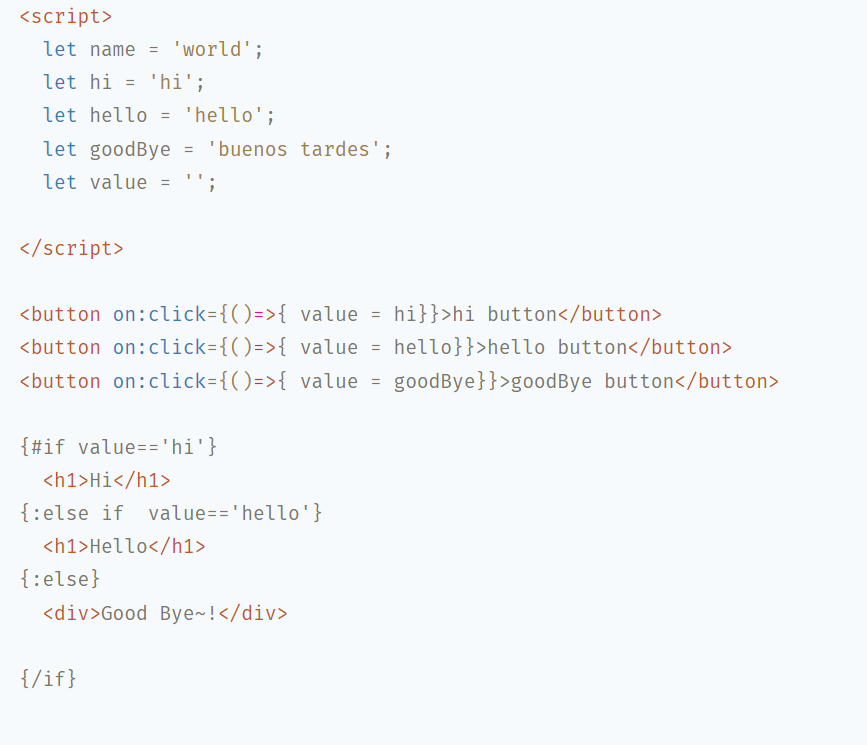 <script>
  let name = 'world';
  let hi = 'hi';
  let hello = 'hello';
  let goodBye = 'buenos tardes';
  let value = '';

</script>

<button on:click={()=>{ value = hi}}>hi button</button>
<button on:click={()=>{ value = hello}}>hello button</button>
<button on:click={()=>{ value = goodBye}}>goodBye button</button>

{#if value=='hi'}
  <h1>Hi</h1>
{:else if  value=='hello'}
  <h1>Hello</h1>
{:else}
  <div>Good Bye~!</div>

{/if}